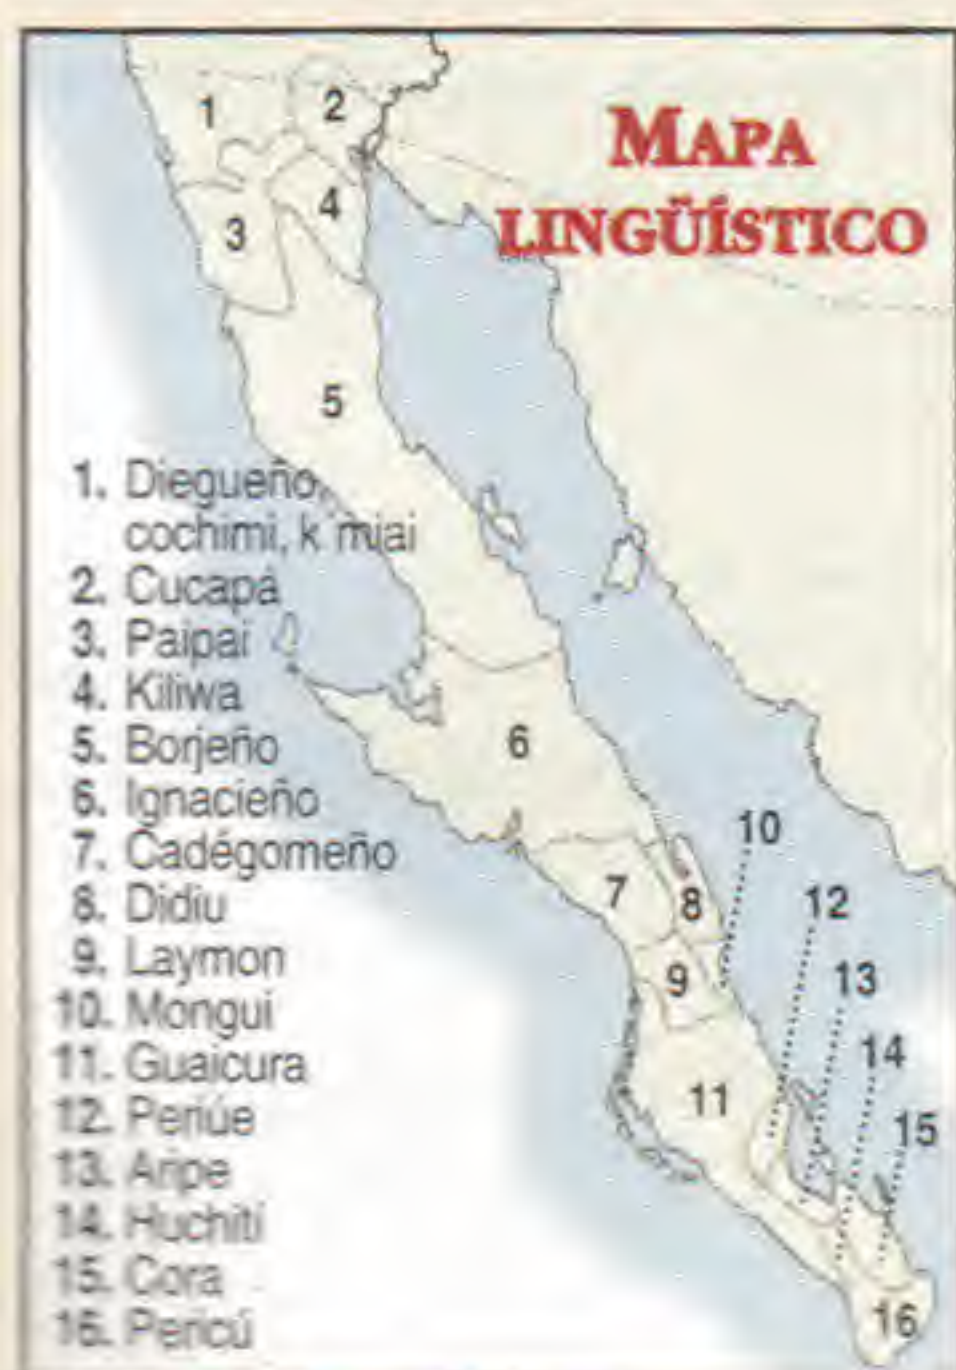 MAPA
LINGÜÍSTICO
1
2
3
4
5
6
7
8
9
10
11
12
13
14
15
16
1. Diegueño,
cochimi, k´miai
2. Cucapá
3. Paipai
4. Kiliwa
5. Borjeño
6. Ignacieño
7. Cadégomeño
8. Didiu
9. Laymon
10. Mongui
11. Guaicura
12. Periúe
13. Aripe
14. Huchití
15. Cora
16. Pericú